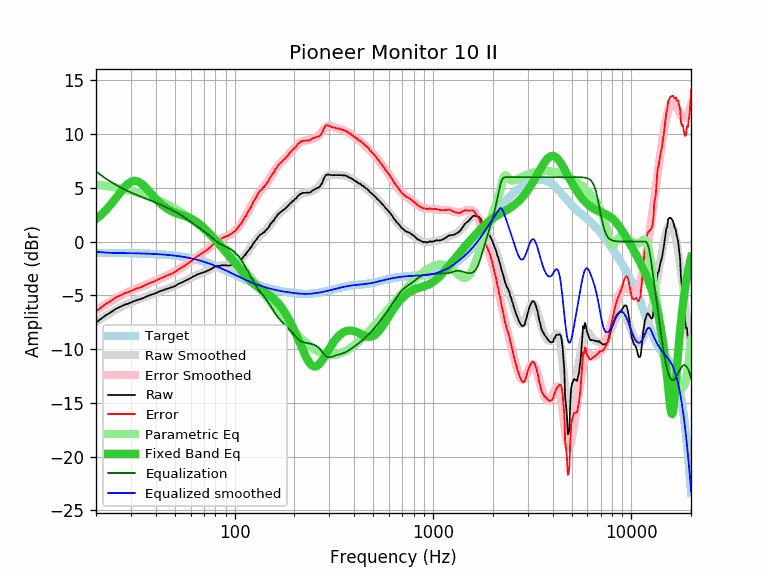 Pioneer Monitor 10 II
Amplitude (dBr)
15
10
5
0
−5
−10
−15
−20
−25
Target
Raw Smoothed
Error Smoothed
Raw
Error
Parametric Eq
Fixed Band Eq
Equalization
Equalized smoothed
100
1000
10000
Frequency (Hz)